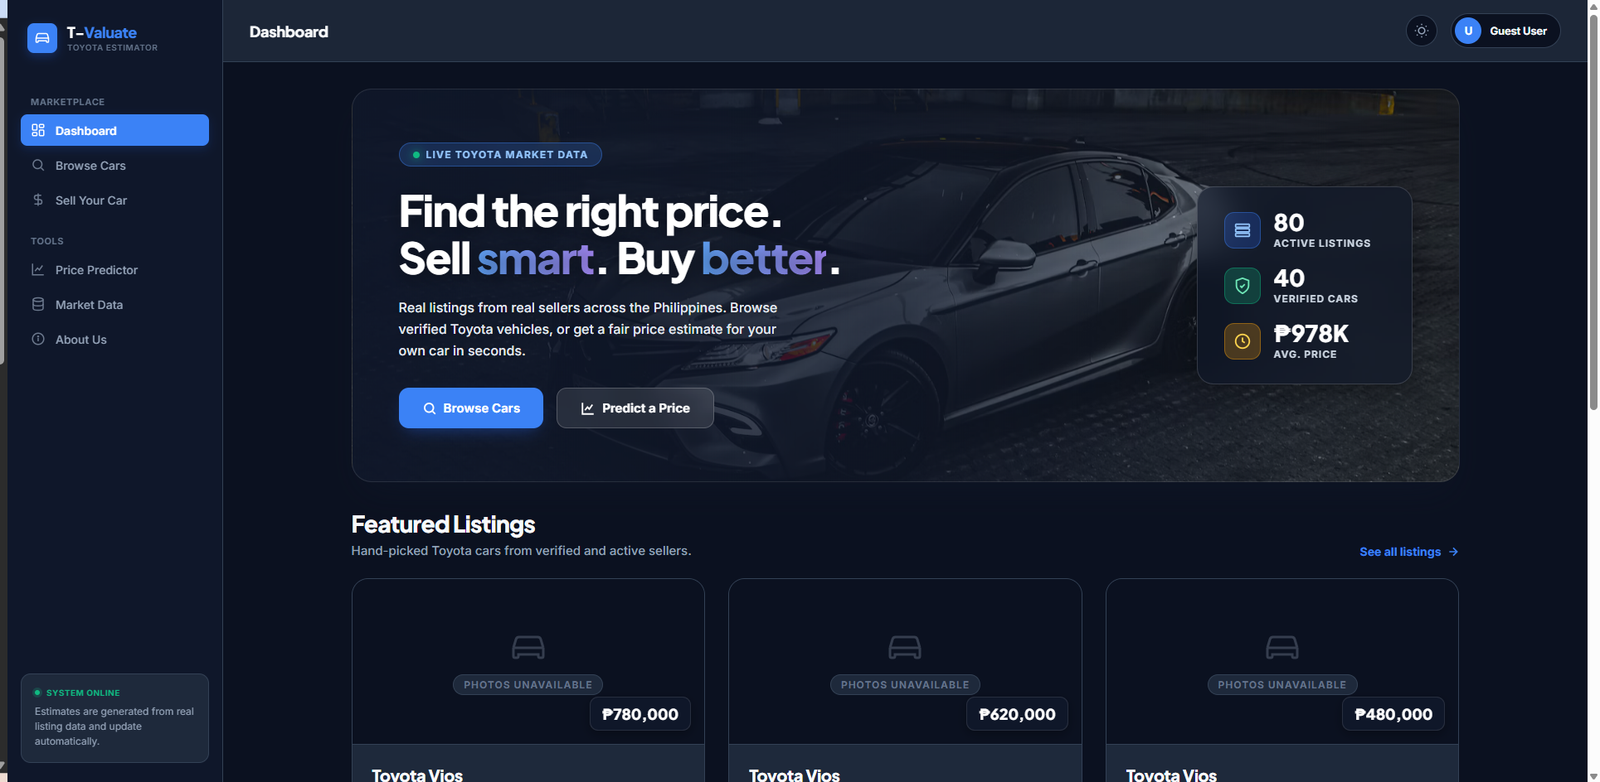 T-Valuate
TOYOTA ESTIMATOR
MARKETPLACE
Dashboard
Browse Cars
Sell Your Car
TOOLS
Price Predictor
Market Data
About Us
SYSTEM ONLINE
Estimates are generated from real
listing data and update
automatically.
Dashboard
U
Guest User
LIVE TOYOTA MARKET DATA
Find the right price.
Sell smart. Buy better.
Real listings from real sellers across the Philippines. Browse
verified Toyota vehicles, or get a fair price estimate for your
own car in seconds.
Browse Cars
Predict a Price
80
ACTIVE LISTINGS
40
VERIFIED CARS
₱978K
AVG. PRICE
Featured Listings
Hand-picked Toyota cars from verified and active sellers.
See all listings →
PHOTOS UNAVAILABLE
₱780,000
Toyota Vios
PHOTOS UNAVAILABLE
₱620,000
Toyota Vios
PHOTOS UNAVAILABLE
₱480,000
Toyota Vios